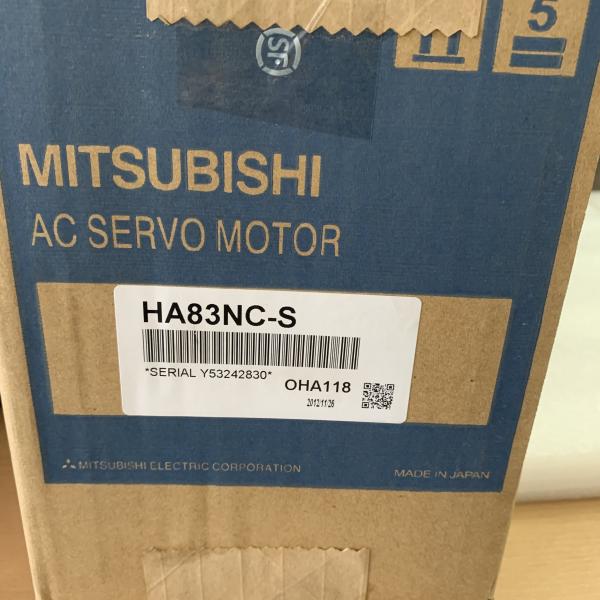 5
MITSUBISHI
AC SERVO MOTOR
HA83NC-S
*SERIAL Y53242830*
OHA118
2012/11/26
MITSUBISHI ELECTRIC CORPORATION
MADE IN JAPAN